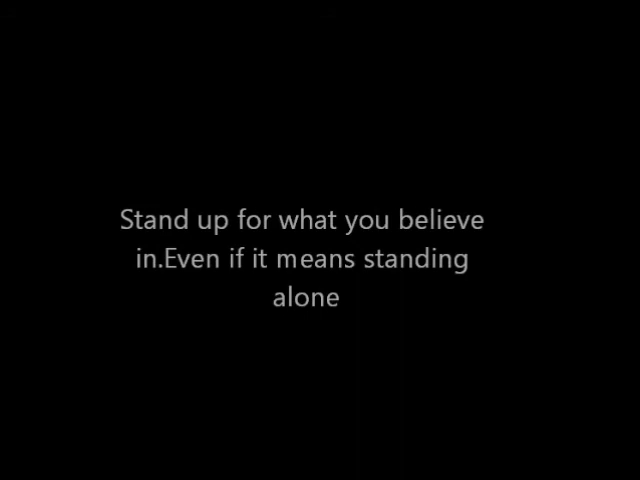 Stand up for what you believe
in.Even if it means standing
alone